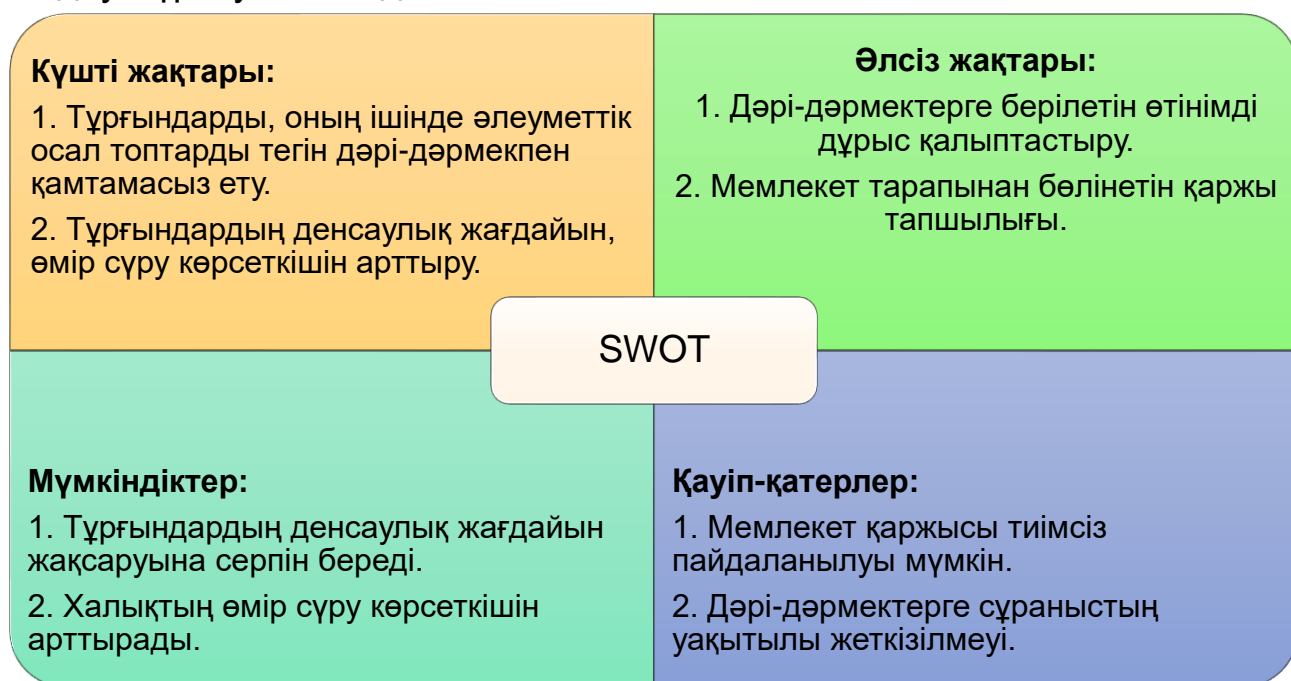 Күшті жақтары:
1. Тұрғындарды, оның ішінде әлеуметтік
осал топтарды тегін дәрі-дәрмекпен
қамтамасыз ету.
2. Тұрғындардың денсаулық жағдайын,
өмір сүру көрсеткішін арттыру.
Әлсіз жақтары:
1. Дәрі-дәрмектерге берілетін өтінімді
дұрыс қалыптастыру.
2. Мемлекет тарапынан бөлінетін қаржы
тапшылығы.
SWOT
Мүмкіндіктер:
1. Тұрғындардың денсаулық жағдайын
жақсаруына серпін береді.
2. Халықтың өмір сүру көрсеткішін
арттырады.
Қауіп-қатерлер:
1. Мемлекет қаржысы тиімсіз
пайдаланылуы мүмкін.
2. Дәрі-дәрмектерге сұраныстың
уақытылы жеткізілмеуі.